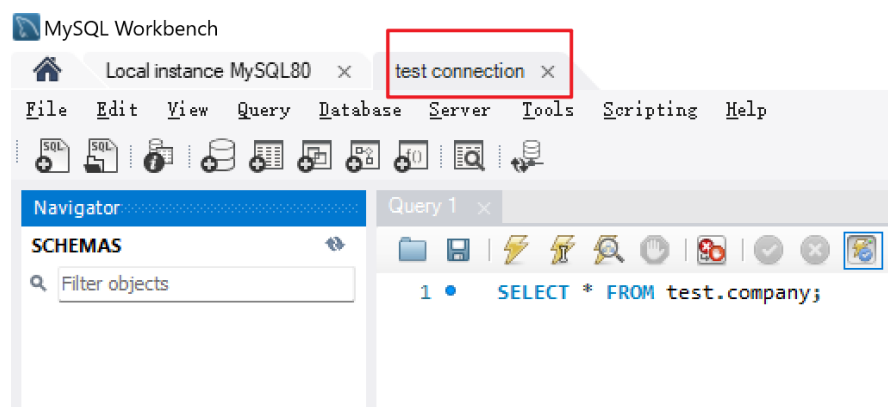 MySQL Workbench
Local instance MySQL80 × test connection ×
File Edit View Query Database Server Tools Scripting Help
SQL SQL
Navigator Query 1 ×
SCHEMAS
Filter objects
1 SELECT * FROM test.company;